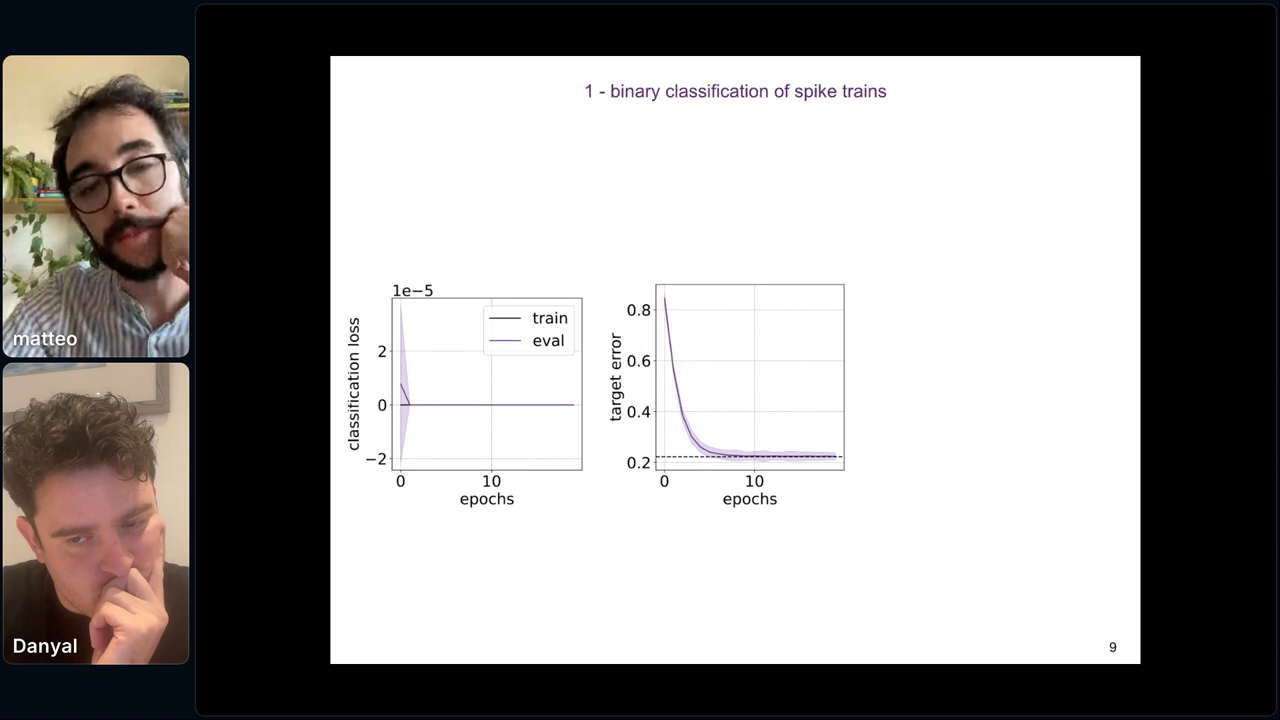 matteo
Danyal
1 - binary classification of spike trains
1e−5
classification loss
2
0
−2
train
eval
0
10
epochs
target error
0.8
0.6
0.4
0.2
0
10
epochs
9